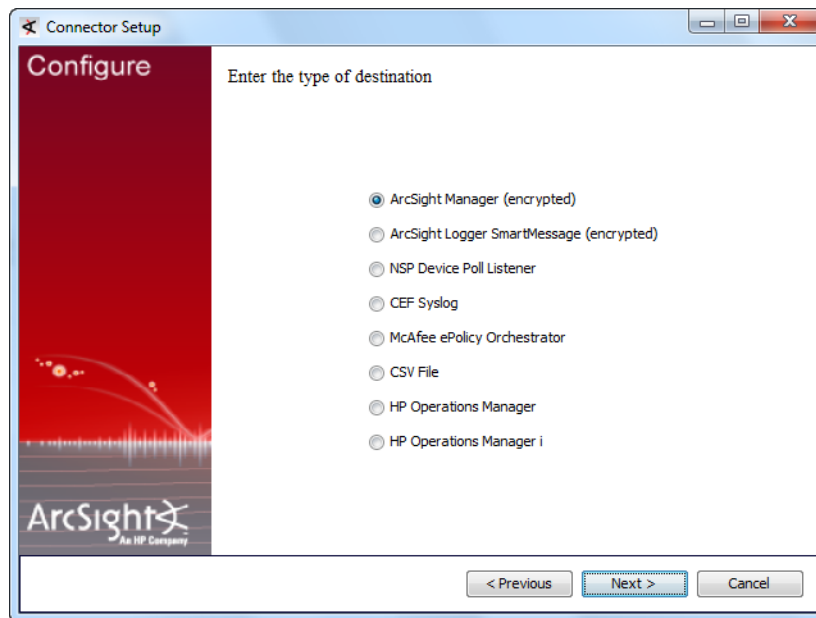 Connector Setup
Configure
Enter the type of destination
ArcSight Manager (encrypted)
ArcSight Logger SmartMessage (encrypted)
NSP Device Poll Listener
CEF Syslog
McAfee ePolicy Orchestrator
CSV File
HP Operations Manager
HP Operations Manager i
ArcSight
An HP Company
< Previous
Next >
Cancel